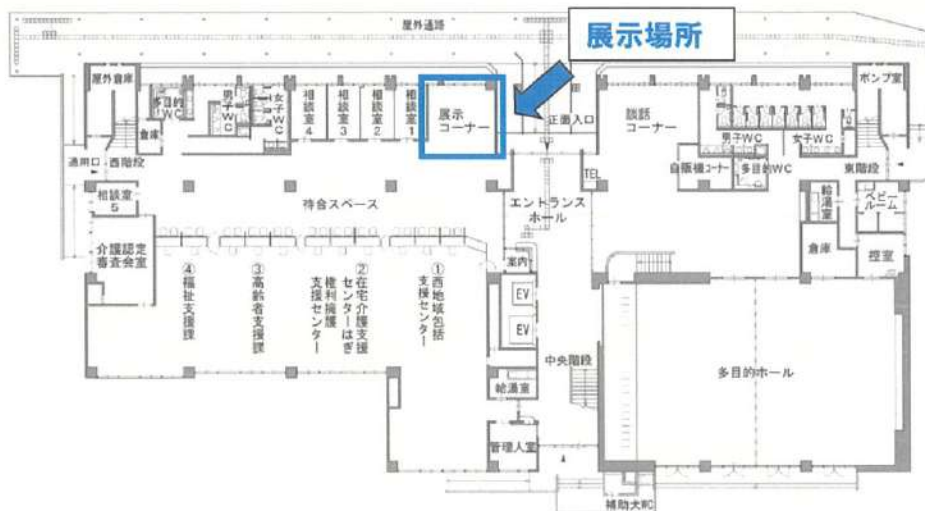 屋外通路
展示場所
屋外倉庫
多目的
WC
男子WC
女子WC
倉庫
相談室4
相談室3
相談室2
相談室1
展示
コーナー
正面入口
談話
コーナー
ポンプ室
男子WC
女子WC
自販機コーナー
多目的WC
TEL
通用口
西階段
東階段
相談室
5
待合スペース
エントランス
ホール
給湯室
ベビー
ルーム
介護認定
審査会室
案内
倉庫
控室
④福祉支援課
③高齢者支援課
②在宅介護支援
センターはぎ
権利擁護
支援センター
①西地域包括
支援センター
EV
EV
中央階段
多目的ホール
給湯室
管理人室
補助犬WC